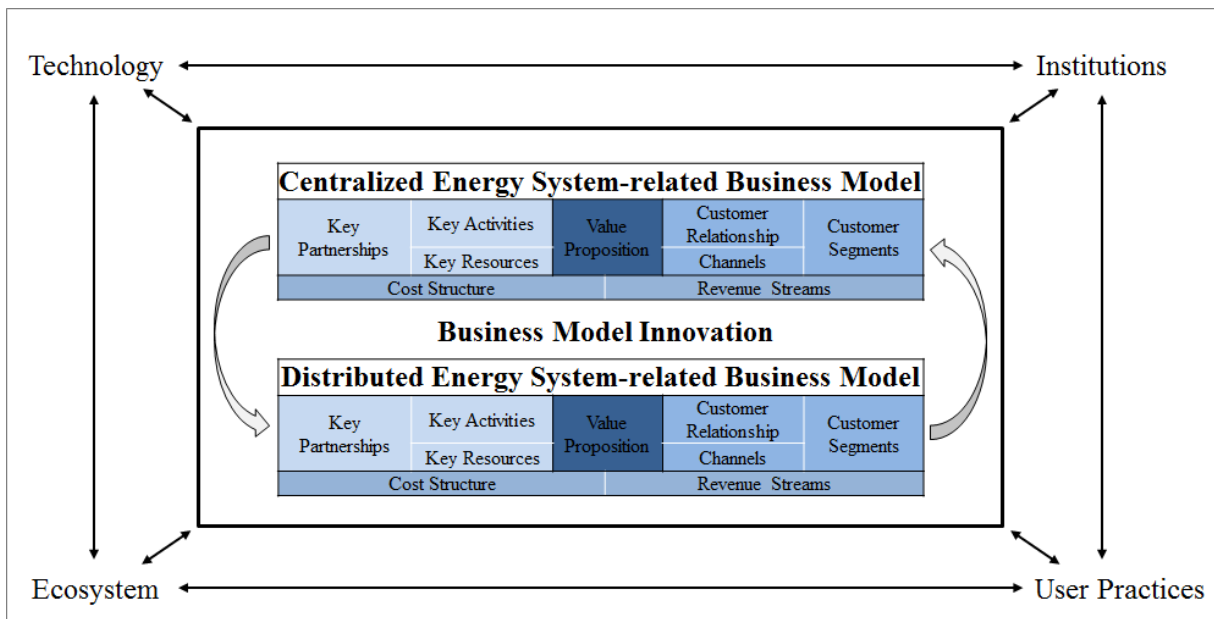 Technology
Institutions
Centralized Energy System-related Business Model
Key
Partnerships
Key Activities
Key Resources
Value
Proposition
Customer
Relationship
Channels
Customer
Segments
Cost Structure
Revenue Streams
Business Model Innovation
Distributed Energy System-related Business Model
Key
Partnerships
Key Activities
Key Resources
Value
Proposition
Customer
Relationship
Channels
Customer
Segments
Cost Structure
Revenue Streams
Ecosystem
User Practices